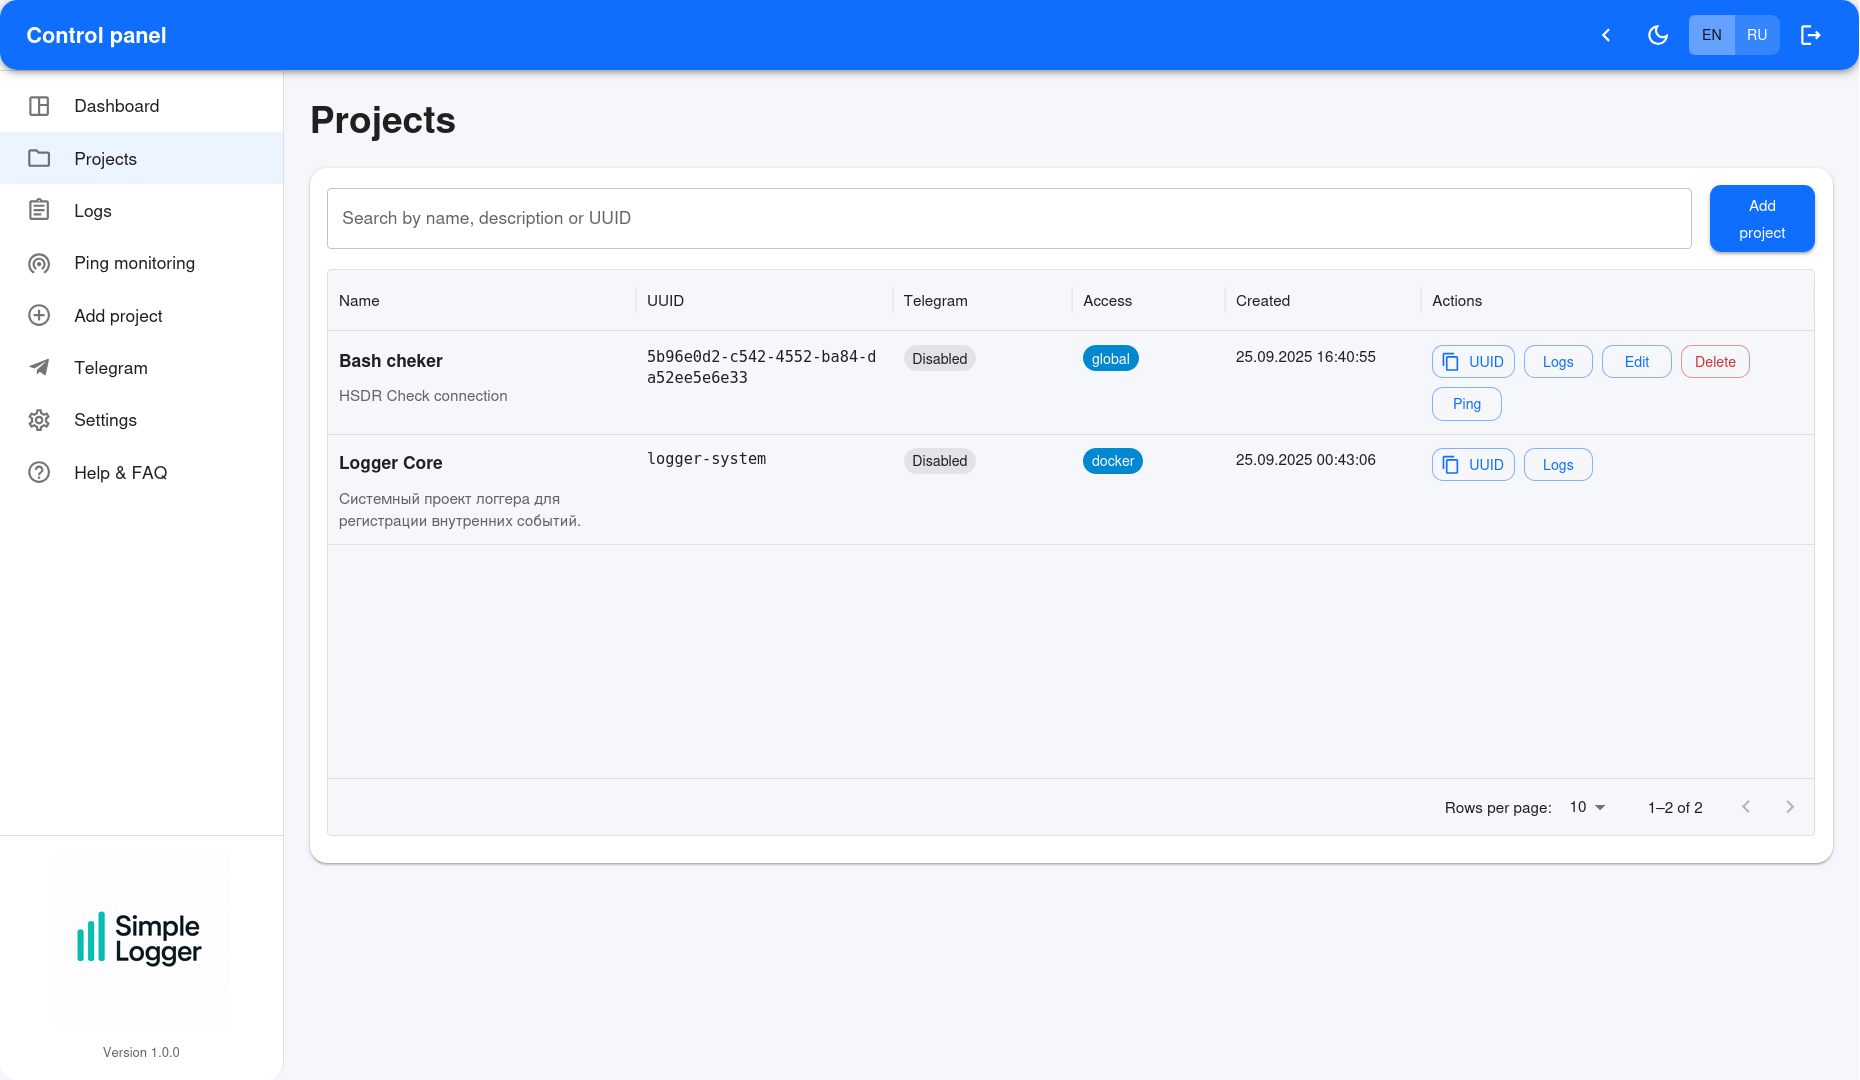 Control panel
EN
RU
Dashboard
Projects
Logs
Ping monitoring
Add project
Telegram
Settings
Help & FAQ
Simple
Logger
Version 1.0.0
Projects
Search by name, description or UUID
Add
project
Name
UUID
Telegram
Access
Created
Actions
Bash cheker
HSDR Check connection
5b96e0d2-c542-4552-ba84-d
a52ee5e6e33
Disabled
global
25.09.2025 16:40:55
UUID
Logs
Edit
Delete
Ping
Logger Core
Системный проект логгера для
регистрации внутренних событий.
logger-system
Disabled
docker
25.09.2025 00:43:06
UUID
Logs
Rows per page:
10
1–2 of 2